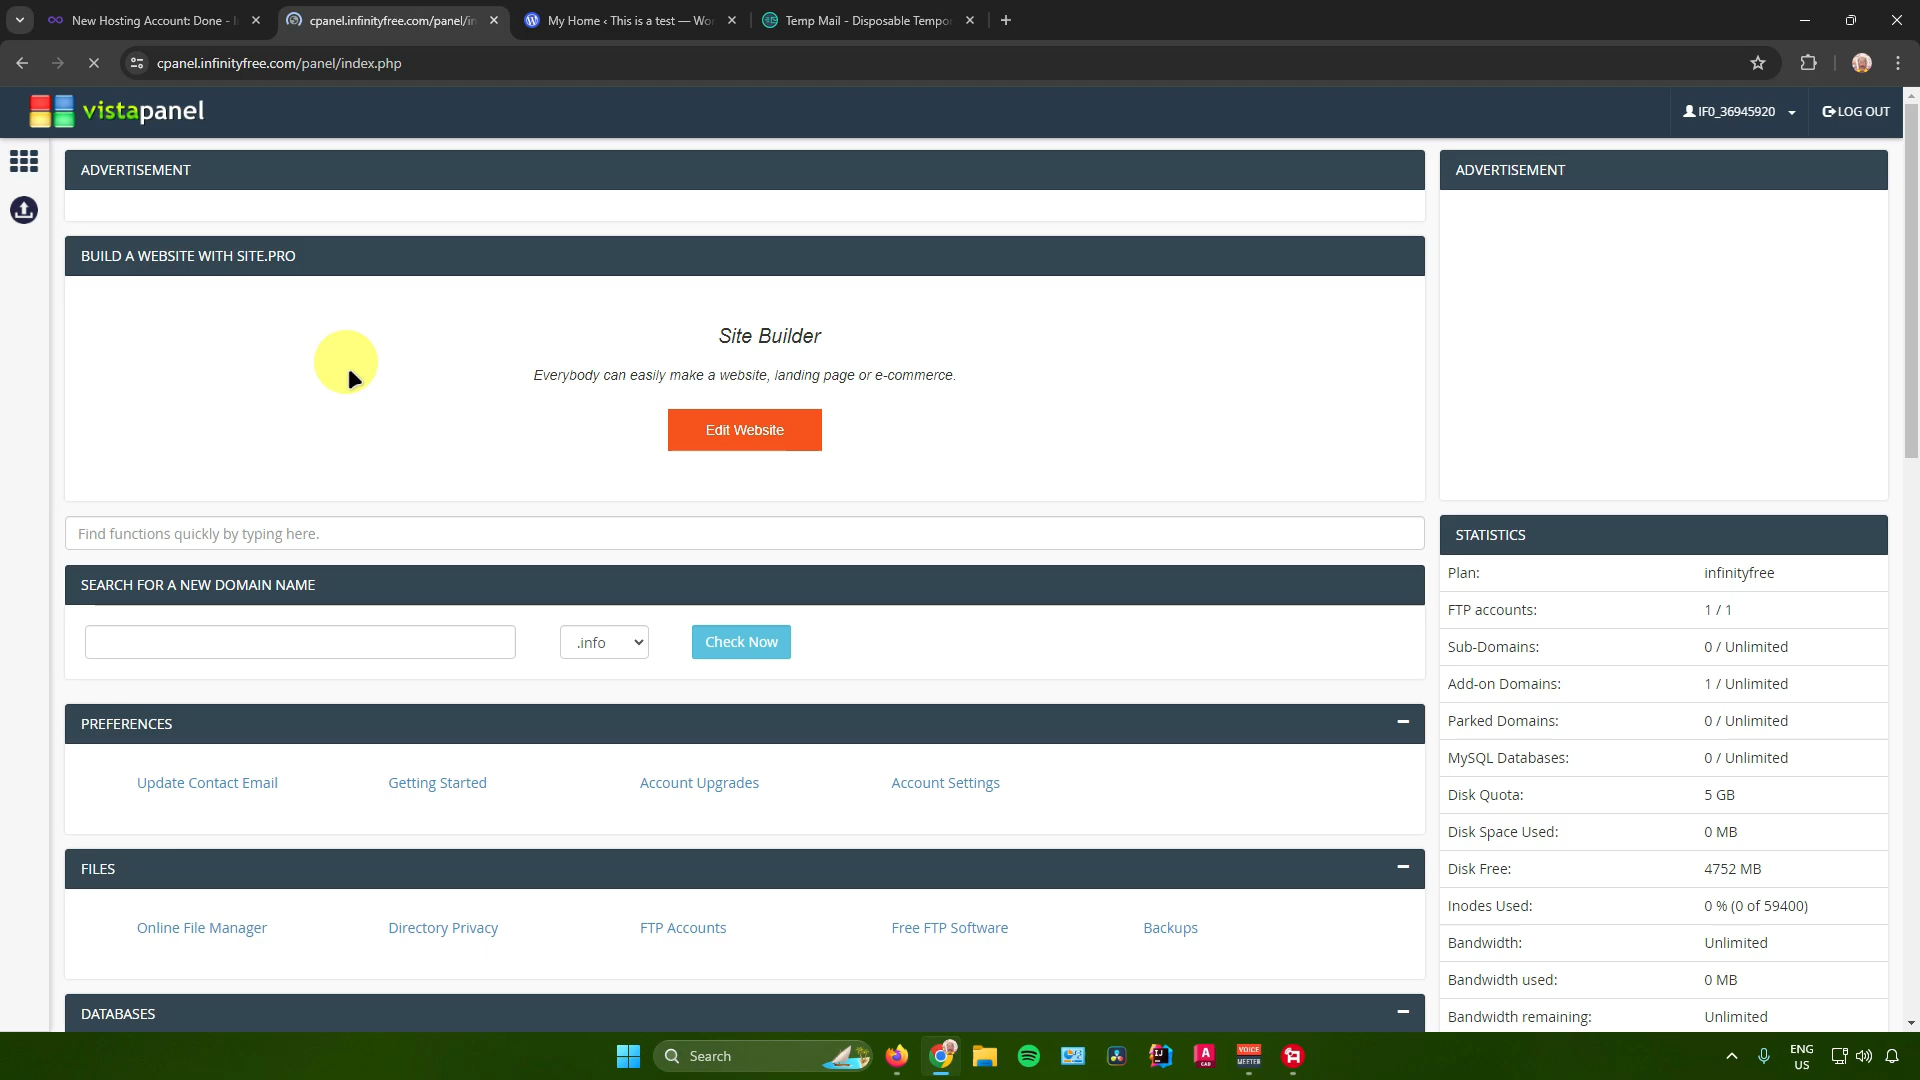 New Hosting Account: Done - I
cpanel.infinityfree.com/panel/in
My Home ‹ This is a test — Wor
Temp Mail - Disposable Tempo
cpanel.infinityfree.com/panel/index.php
vistapanel
IF0_36945920
LOG OUT
ADVERTISEMENT
ADVERTISEMENT
BUILD A WEBSITE WITH SITE.PRO
Site Builder
Everybody can easily make a website, landing page or e-commerce.
Edit Website
Find functions quickly by typing here.
SEARCH FOR A NEW DOMAIN NAME
.info
Check Now
PREFERENCES
Update Contact Email
Getting Started
Account Upgrades
Account Settings
FILES
Online File Manager
Directory Privacy
FTP Accounts
Free FTP Software
Backups
DATABASES
STATISTICS
Plan: infinityfree
FTP accounts: 1 / 1
Sub-Domains: 0 / Unlimited
Add-on Domains: 1 / Unlimited
Parked Domains: 0 / Unlimited
MySQL Databases: 0 / Unlimited
Disk Quota: 5 GB
Disk Space Used: 0 MB
Disk Free: 4752 MB
Inodes Used: 0 % (0 of 59400)
Bandwidth: Unlimited
Bandwidth used: 0 MB
Bandwidth remaining: Unlimited
Search
VOICE
MEETER
ENG
US